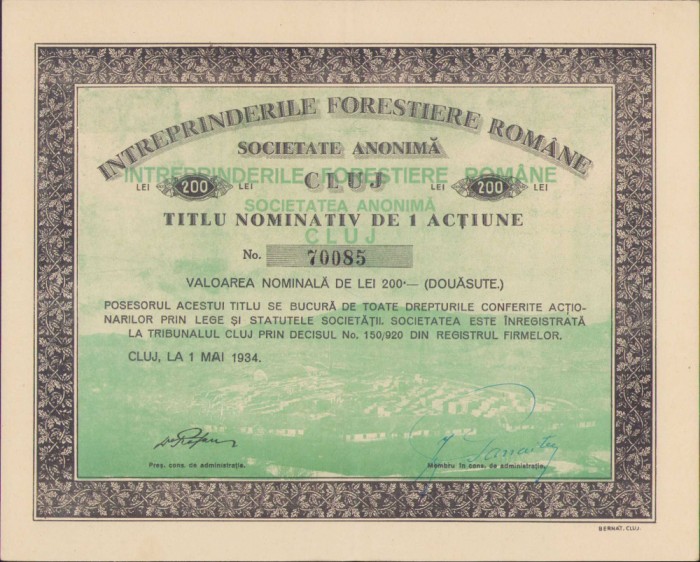 INTREPRINDERILE FORESTIERE ROMÂNE
SOCIETATE ANONIMĂ
INTREPRINDERILE FORESTIERE ROMÂNE
LEI 200 LEI CLUJ LEI 200 LEI
SOCIETATEA ANONIMĂ
TITLU NOMINATIV DE 1 ACȚIUNE
CLUJ
No. 70085
VALOAREA NOMINALĂ DE LEI 200·— (DOUĂSUTE.)
POSESORUL ACESTUI TITLU SE BUCURĂ DE TOATE DREPTURILE CONFERITE ACȚIO-
NARILOR PRIN LEGE ȘI STATUTELE SOCIETĂȚII. SOCIETATEA ESTE ÎNREGISTRATĂ
LA TRIBUNALUL CLUJ PRIN DECISUL No. 150/920 DIN REGISTRUL FIRMELOR.
CLUJ, LA 1 MAI 1934.
Preș. cons. de administrație.
Membru în cons. de administrație.
BERNÁT, CLUJ.